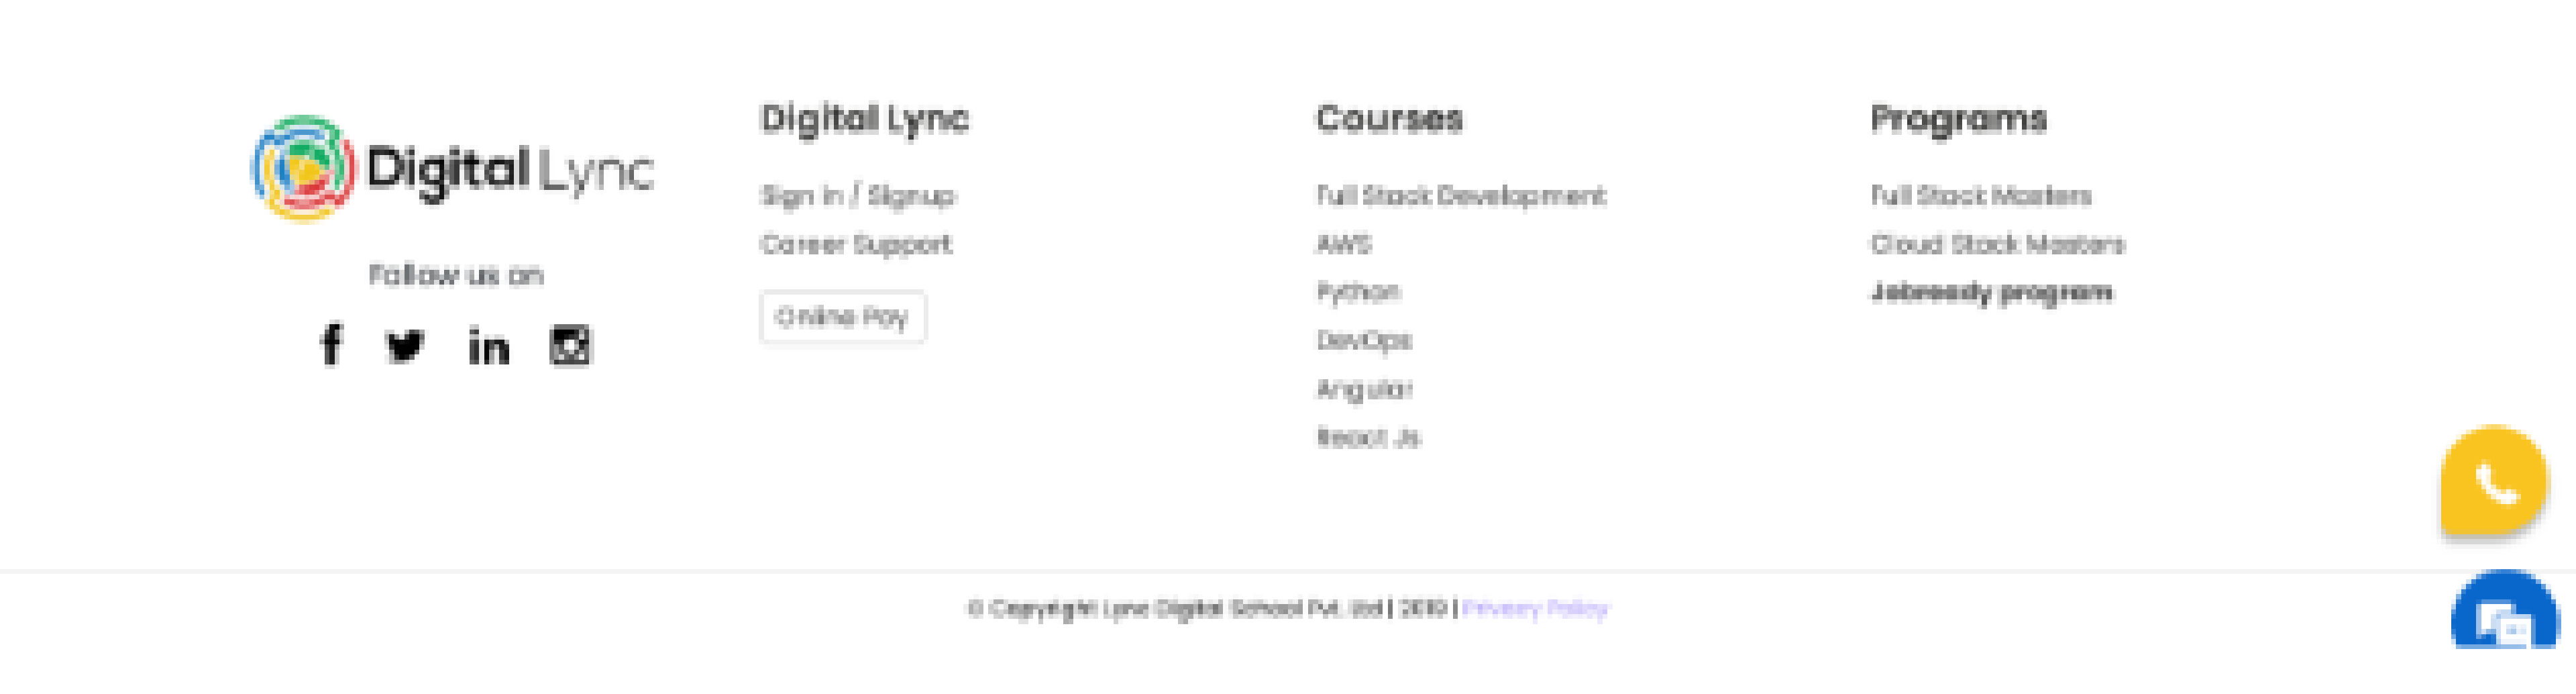 Digital Lync
Follow us on
Digital Lync
Sign in / Signup
Career Support
Online Pay
Courses
Full Stack Development
AWS
Python
DevOps
Angular
React Js
Programs
Full Stack Masters
Cloud Stack Masters
Jobready program
© Copyright Lync Digital School Pvt. Ltd | 2019 | Privacy Policy